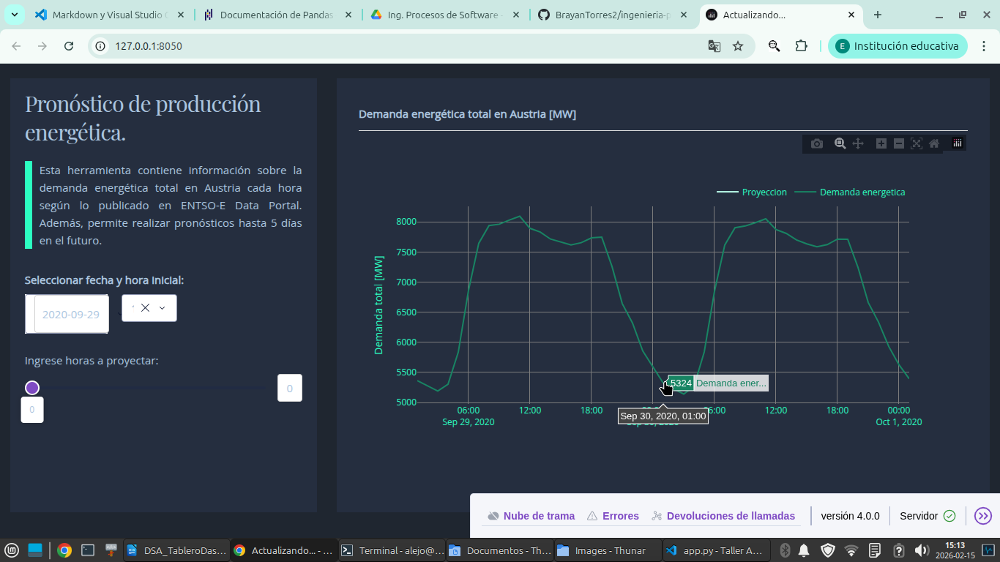 Markdown y Visual Studio C
Documentación de Pandas
Ing. Procesos de Software -
BrayanTorres2/ingenieria-p
Actualizando...
127.0.0.1:8050
E
Institución educativa
Pronóstico de producción
energética.
Esta herramienta contiene información sobre la
demanda energética total en Austria cada hora
según lo publicado en ENTSO-E Data Portal.
Además, permite realizar pronósticos hasta 5 días
en el futuro.
Seleccionar fecha y hora inicial:
2020-09-29
Ingrese horas a proyectar:
0
0
Demanda energética total en Austria [MW]
Proyeccion
Demanda energetica
Demanda total [MW]
8000
7500
7000
6500
6000
5500
5000
5324 Demanda ener...
06:00
Sep 29, 2020
12:00
18:00
Sep 30, 2020, 01:00
06:00
12:00
18:00
00:00
Oct 1, 2020
Nube de trama
Errores
Devoluciones de llamadas
versión 4.0.0
Servidor
DSA_TableroDas...
Actualizando... - ...
Terminal - alejo@...
Documentos - Th...
Images - Thunar
app.py - Taller A...
15:13
2026-02-15